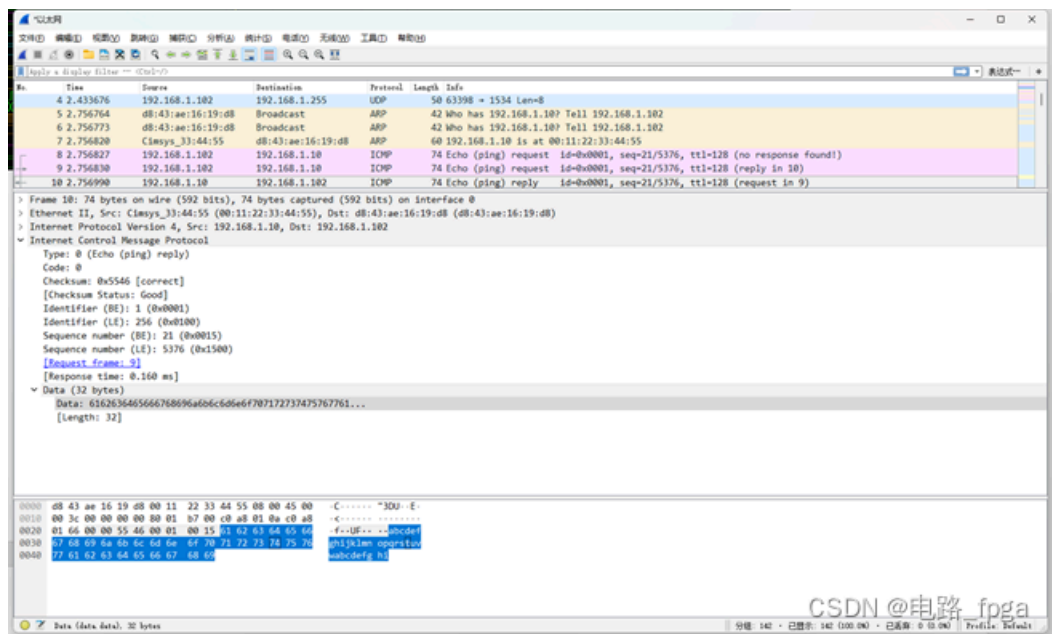 *以太网
文件(F) 编辑(E) 视图(V) 跳转(G) 捕获(C) 分析(A) 统计(S) 电话(Y) 无线(W) 工具(T) 帮助(H)
Apply a display filter … <Ctrl-/>
表达式… +
No. Time Source Destination Protocol Length Info
4 2.433676 192.168.1.102 192.168.1.255 UDP 50 63398 → 1534 Len=8
5 2.756764 d8:43:ae:16:19:d8 Broadcast ARP 42 Who has 192.168.1.10? Tell 192.168.1.102
6 2.756773 d8:43:ae:16:19:d8 Broadcast ARP 42 Who has 192.168.1.10? Tell 192.168.1.102
7 2.756820 Cimsys_33:44:55 d8:43:ae:16:19:d8 ARP 60 192.168.1.10 is at 00:11:22:33:44:55
8 2.756827 192.168.1.102 192.168.1.10 ICMP 74 Echo (ping) request id=0x0001, seq=21/5376, ttl=128 (no response found!)
9 2.756830 192.168.1.102 192.168.1.10 ICMP 74 Echo (ping) request id=0x0001, seq=21/5376, ttl=128 (reply in 10)
10 2.756990 192.168.1.10 192.168.1.102 ICMP 74 Echo (ping) reply id=0x0001, seq=21/5376, ttl=128 (request in 9)
Frame 10: 74 bytes on wire (592 bits), 74 bytes captured (592 bits) on interface 0
Ethernet II, Src: Cimsys_33:44:55 (00:11:22:33:44:55), Dst: d8:43:ae:16:19:d8 (d8:43:ae:16:19:d8)
Internet Protocol Version 4, Src: 192.168.1.10, Dst: 192.168.1.102
Internet Control Message Protocol
Type: 0 (Echo (ping) reply)
Code: 0
Checksum: 0x5546 [correct]
[Checksum Status: Good]
Identifier (BE): 1 (0x0001)
Identifier (LE): 256 (0x0100)
Sequence number (BE): 21 (0x0015)
Sequence number (LE): 5376 (0x1500)
[Request frame: 9]
[Response time: 0.160 ms]
Data (32 bytes)
Data: 6162636465666768696a6b6c6d6e6f707172737475767761...
[Length: 32]
0000 d8 43 ae 16 19 d8 00 11 22 33 44 55 08 00 45 00 ·C······ "3DU··E·
0010 00 3c 00 00 00 00 80 01 b7 00 c0 a8 01 0a c0 a8 ·<······ ········
0020 01 66 00 00 55 46 00 01 00 15 61 62 63 64 65 66 ·f··UF·· ··abcdef
0030 67 68 69 6a 6b 6c 6d 6e 6f 70 71 72 73 74 75 76 ghijklmn opqrstuv
0040 77 61 62 63 64 65 66 67 68 69 wabcdefg hi
CSDN @电路_fpga
Data (data.data), 32 bytes 分组: 142 · 已显示: 142 (100.0%) · 已丢弃: 0 (0.0%) Profile: Default